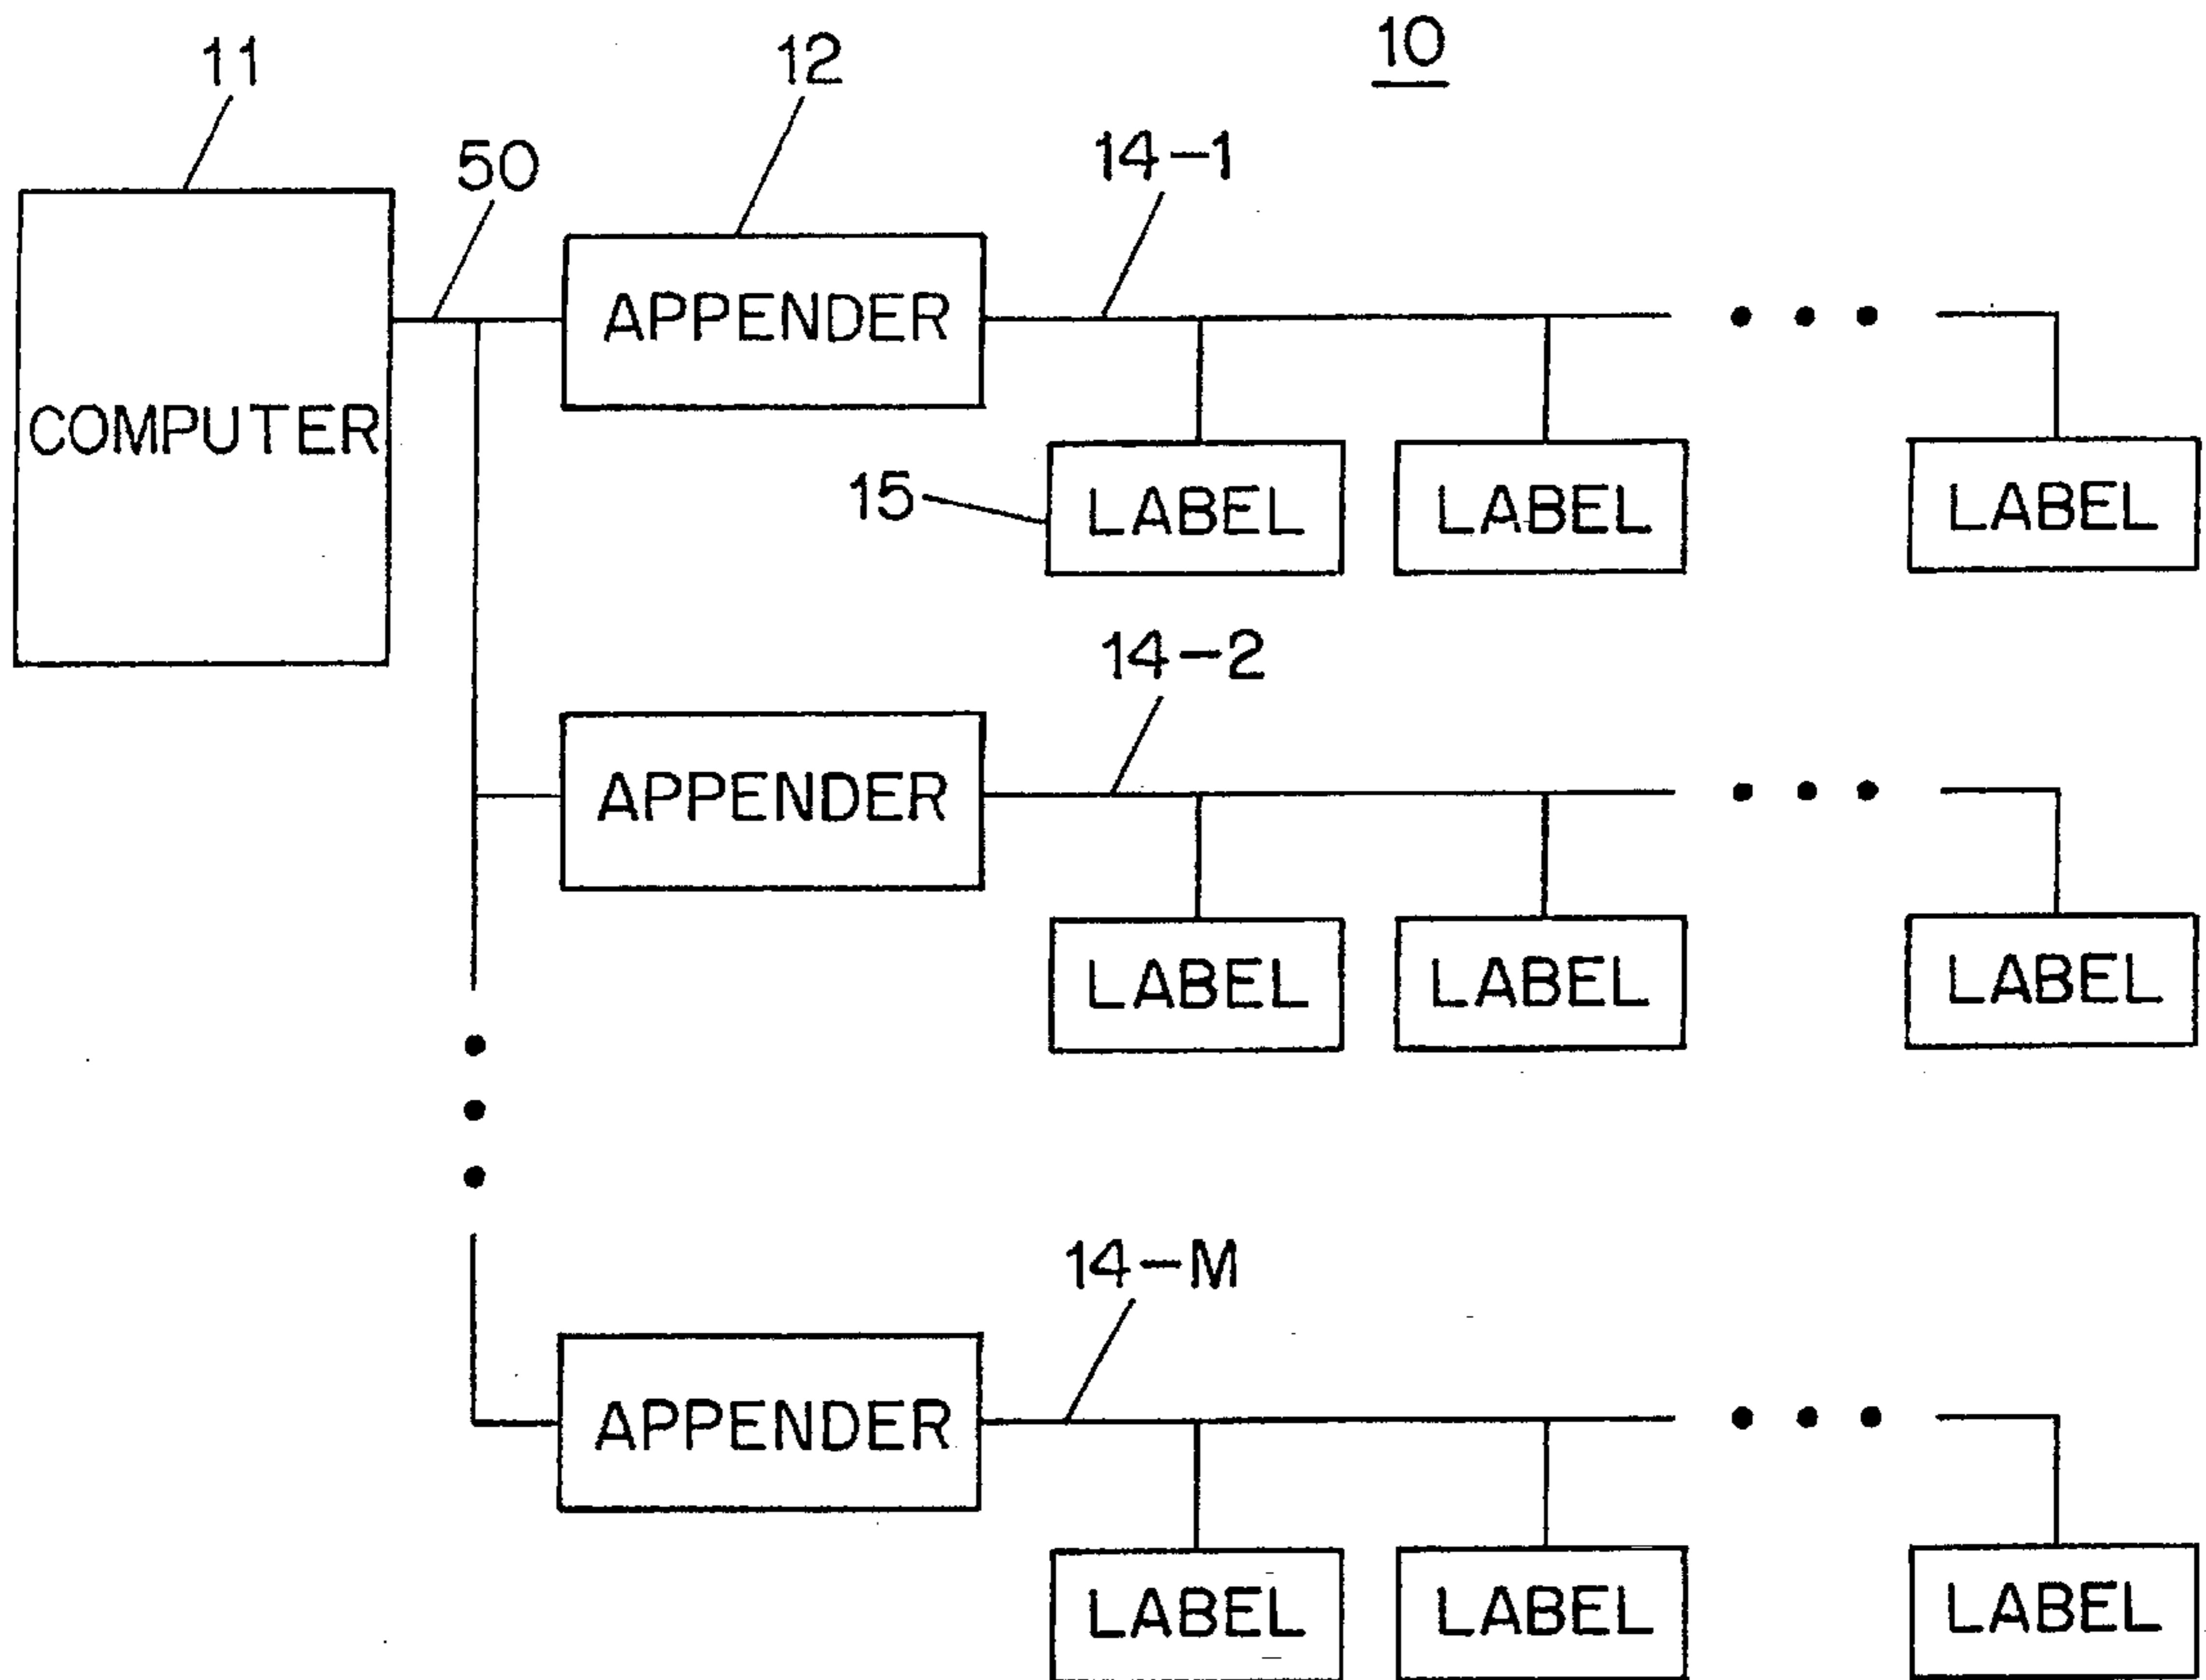 10
11
12
50
14-1
COMPUTER
APPENDER
15
LABEL
LABEL
LABEL
14-2
APPENDER
LABEL
LABEL
LABEL
14-M
APPENDER
LABEL
LABEL
LABEL